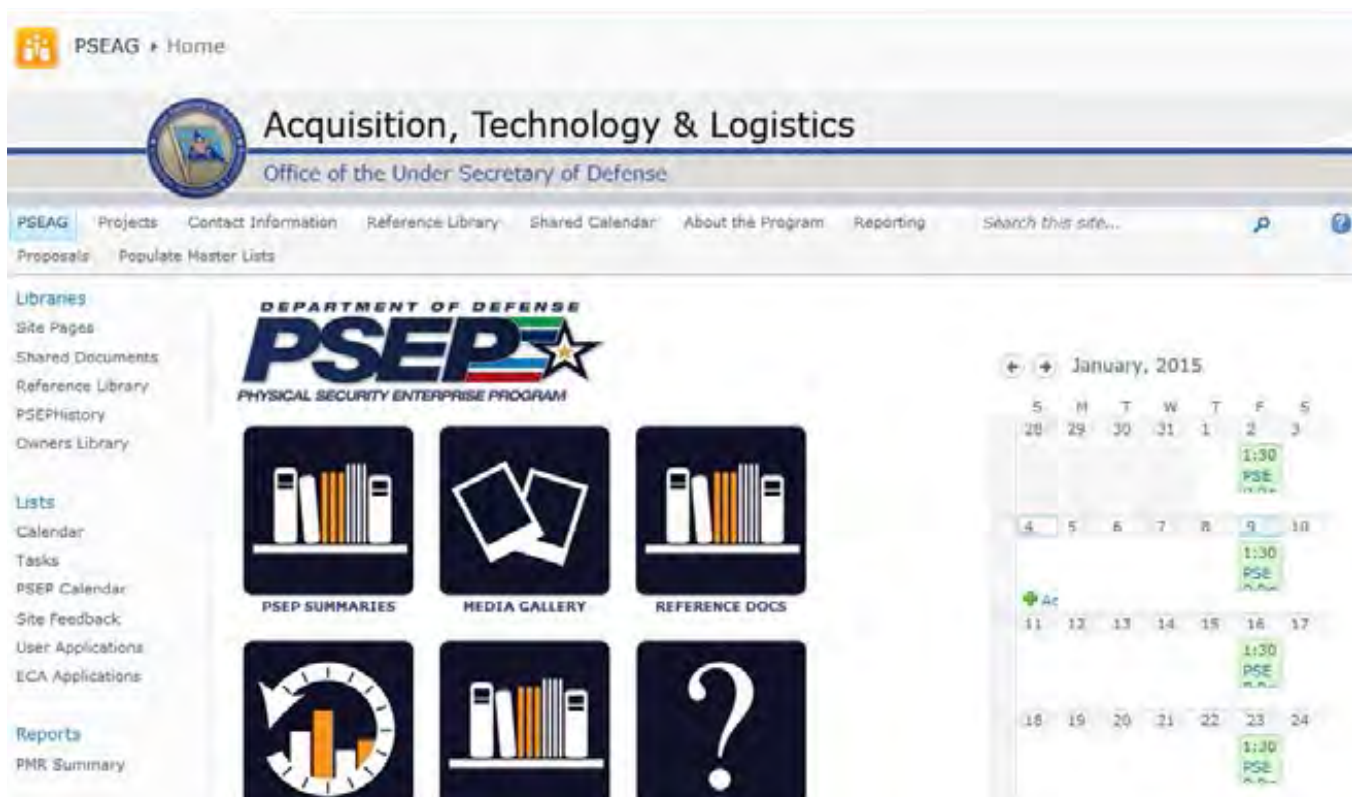 PSEAG ▸ Home
Acquisition, Technology & Logistics
Office of the Under Secretary of Defense
PSEAG Projects Contact Information Reference Library Shared Calendar About the Program Reporting Search this site...
Proposals Populate Master Lists
Libraries
Site Pages
Shared Documents
Reference Library
PSEPHistory
Owners Library
Lists
Calendar
Tasks
PSEP Calendar
Site Feedback
User Applications
ECA Applications
Reports
PMR Summary
DEPARTMENT OF DEFENSE
PSEP
PHYSICAL SECURITY ENTERPRISE PROGRAM
PSEP SUMMARIES MEDIA GALLERY REFERENCE DOCS
?
January, 2015
S M T W T F S
28 29 30 31 1 2 3
1:30
PSE
4 5 6 7 8 9 10
1:30
PSE
11 12 13 14 15 16 17
1:30
PSE
18 19 20 21 22 23 24
1:30
PSE